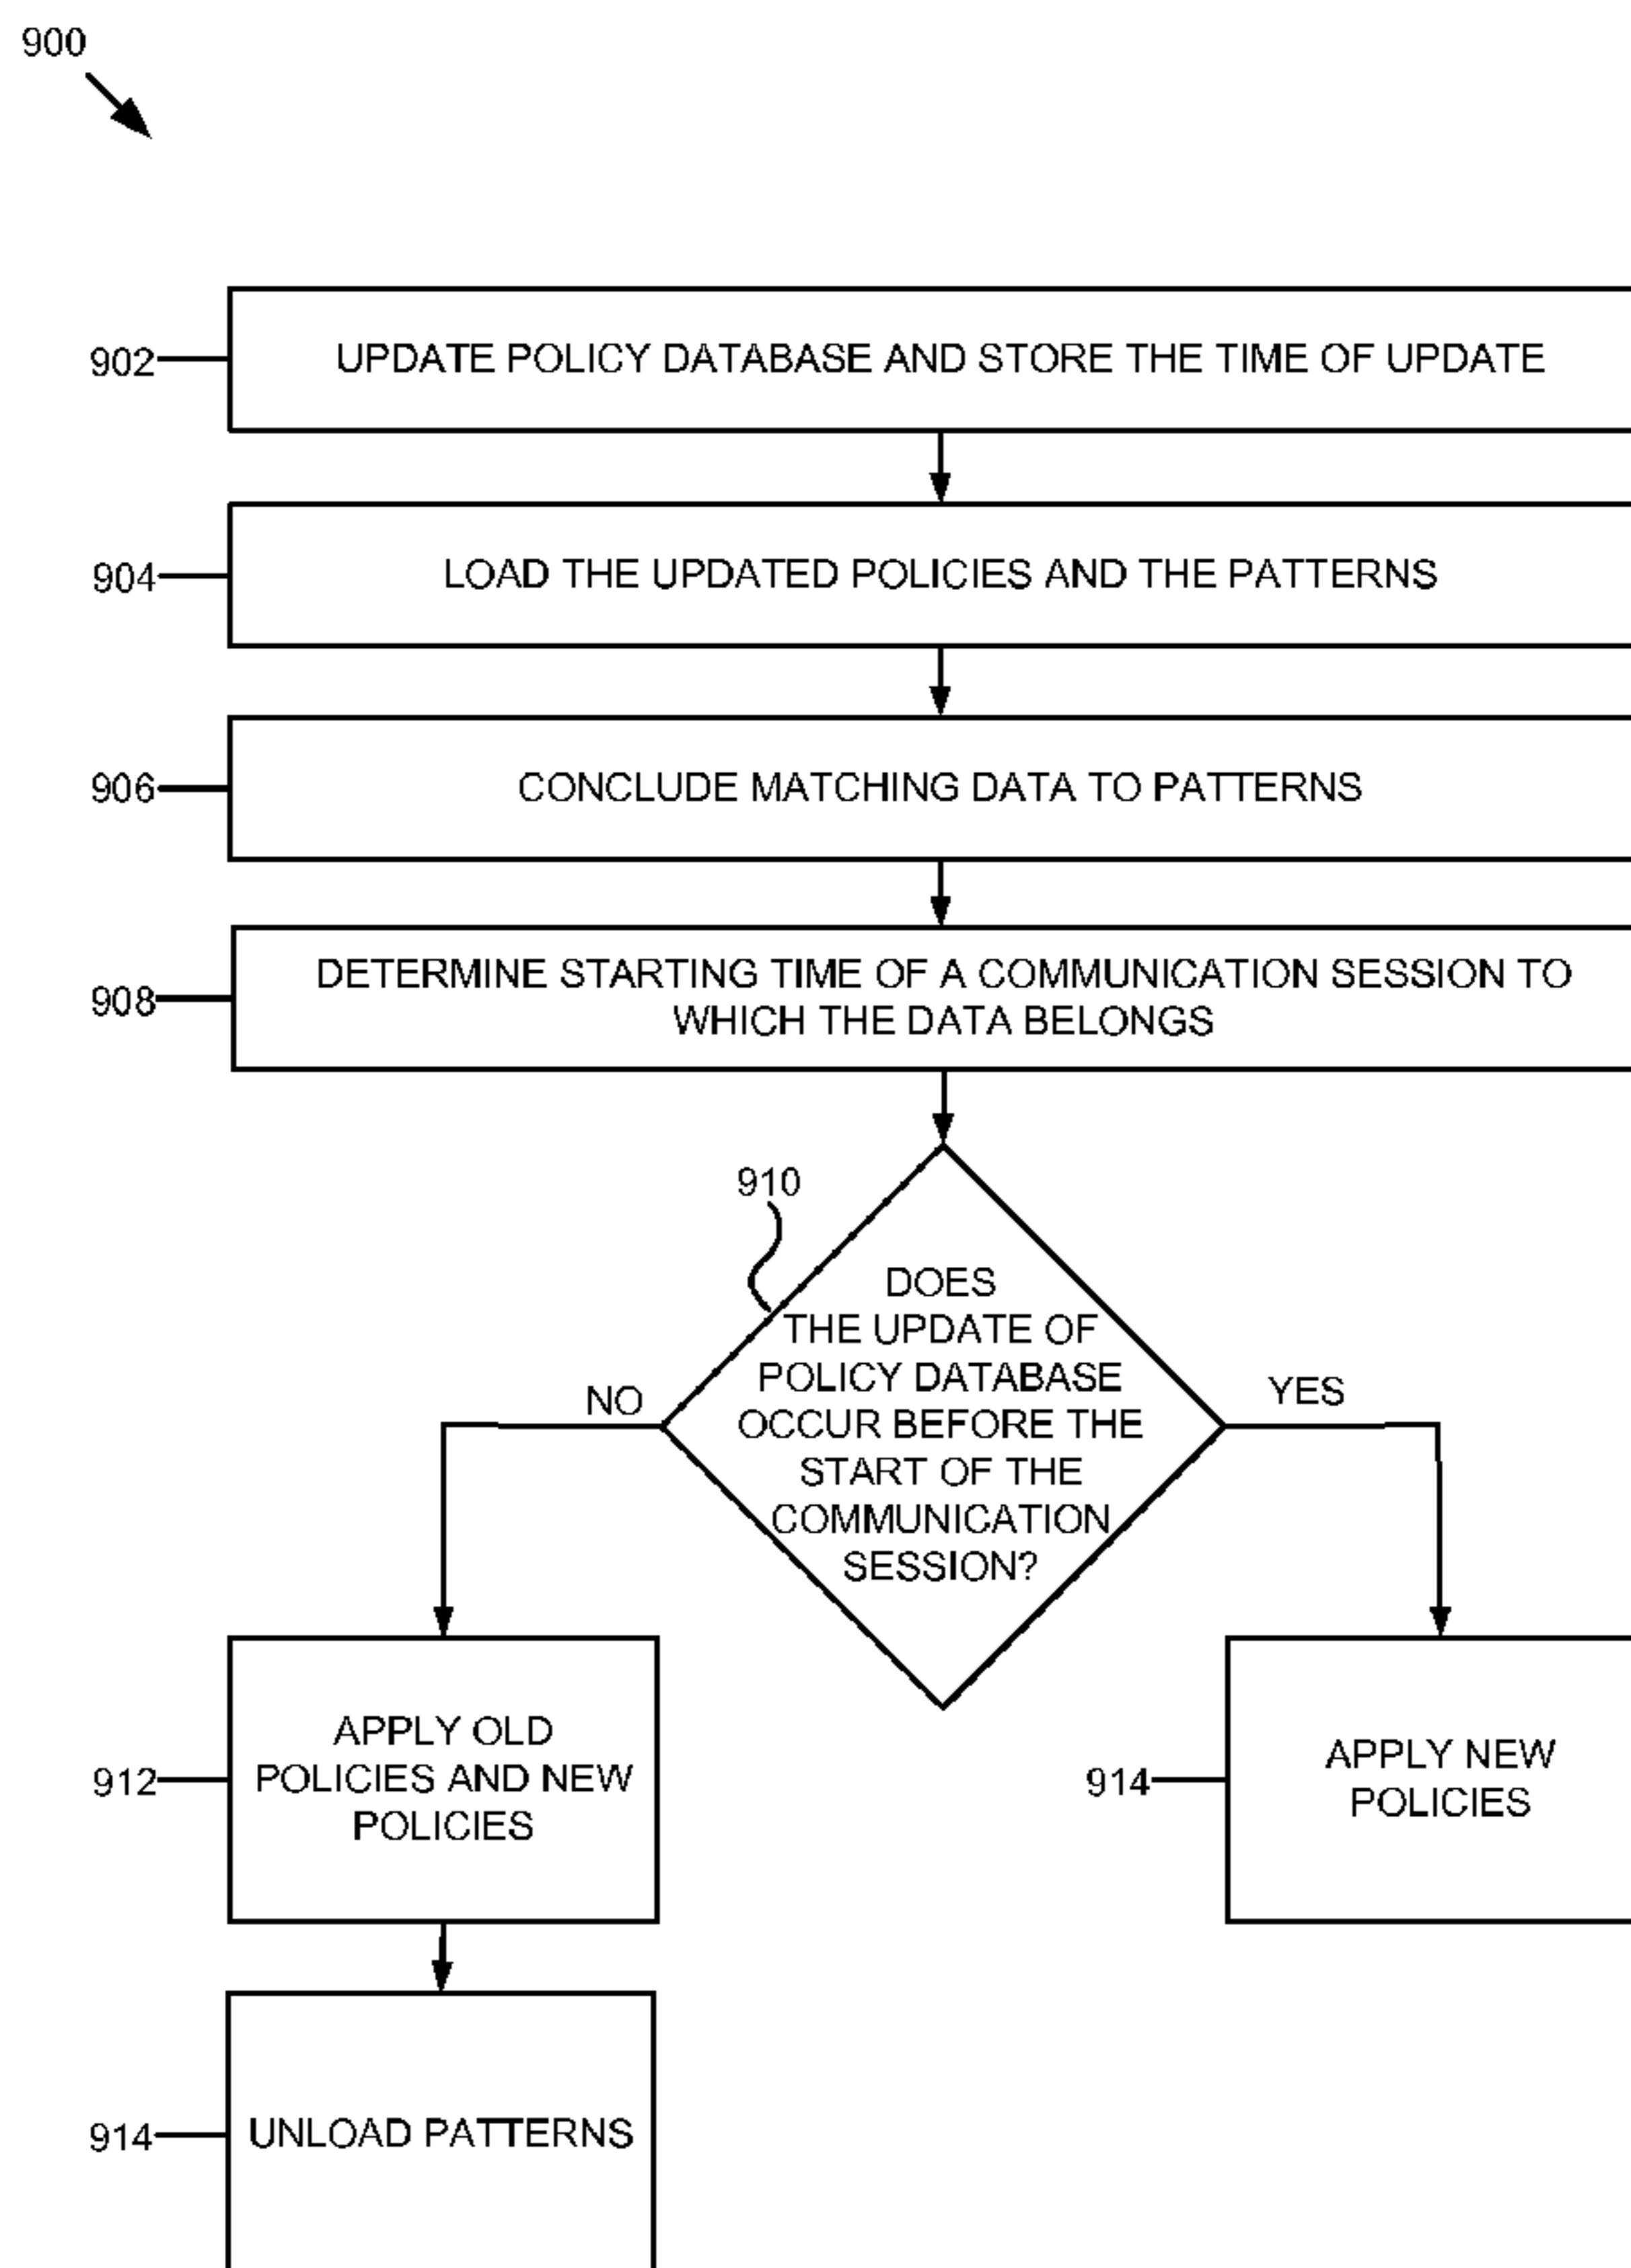 900
902
UPDATE POLICY DATABASE AND STORE THE TIME OF UPDATE
904
LOAD THE UPDATED POLICIES AND THE PATTERNS
906
CONCLUDE MATCHING DATA TO PATTERNS
908
DETERMINE STARTING TIME OF A COMMUNICATION SESSION TO
WHICH THE DATA BELONGS
910
DOES
THE UPDATE OF
POLICY DATABASE
OCCUR BEFORE THE
START OF THE
COMMUNICATION
SESSION?
NO
YES
912
APPLY OLD
POLICIES AND NEW
POLICIES
914
APPLY NEW
POLICIES
914
UNLOAD PATTERNS